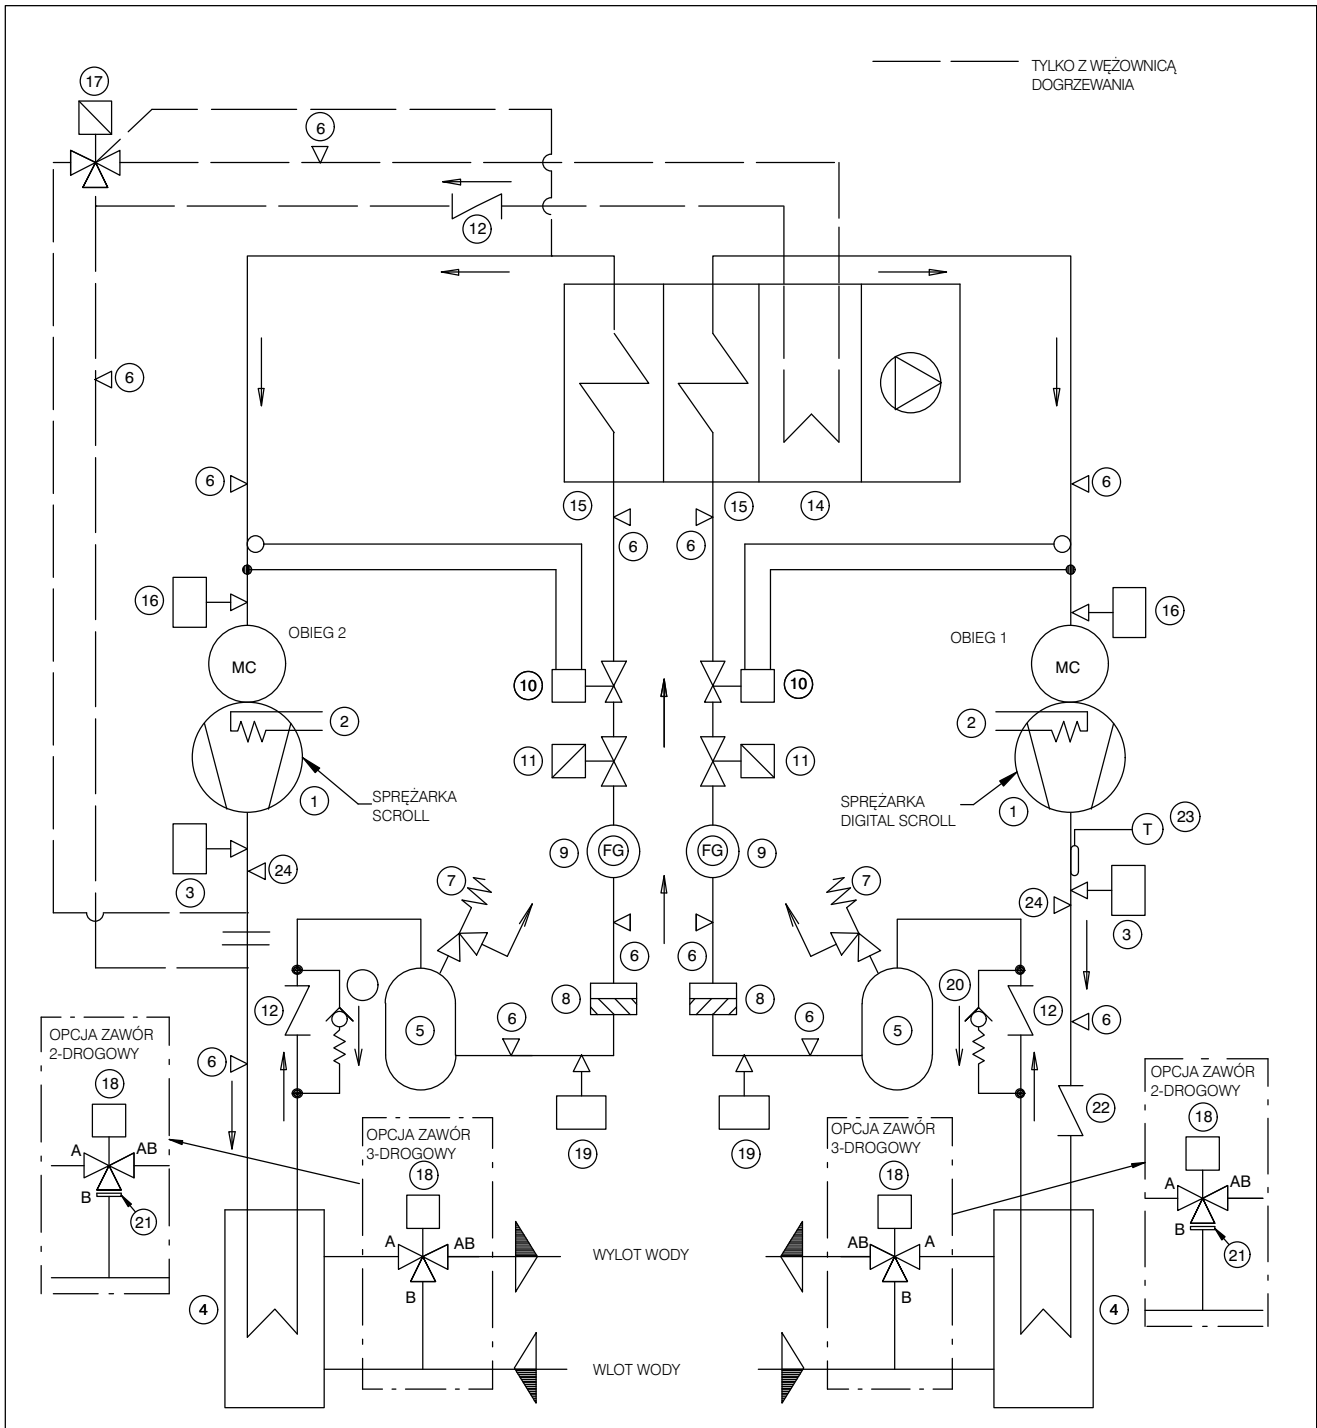 17
TYLKO Z WĘŻOWNICĄ
DOGRZEWANIA
6
12
6
6
15
15
14
6
6
6
16
OBIEG 2
OBIEG 1
16
MC
MC
10
10
2
2
11
11
1
SPRĘŻARKA
SCROLL
SPRĘŻARKA
DIGITAL SCROLL
1
T
23
9
FG
FG
9
3
24
7
7
24
3
6
6
8
8
20
12
5
6
6
5
12
6
OPCJA ZAWÓR
2-DROGOWY
6
18
OPCJA ZAWÓR
2-DROGOWY
22
18
A
AB
B
21
19
19
OPCJA ZAWÓR
3-DROGOWY
18
OPCJA ZAWÓR
3-DROGOWY
18
A
AB
B
21
A
AB
B
WYLOT WODY
AB
A
B
4
4
WLOT WODY